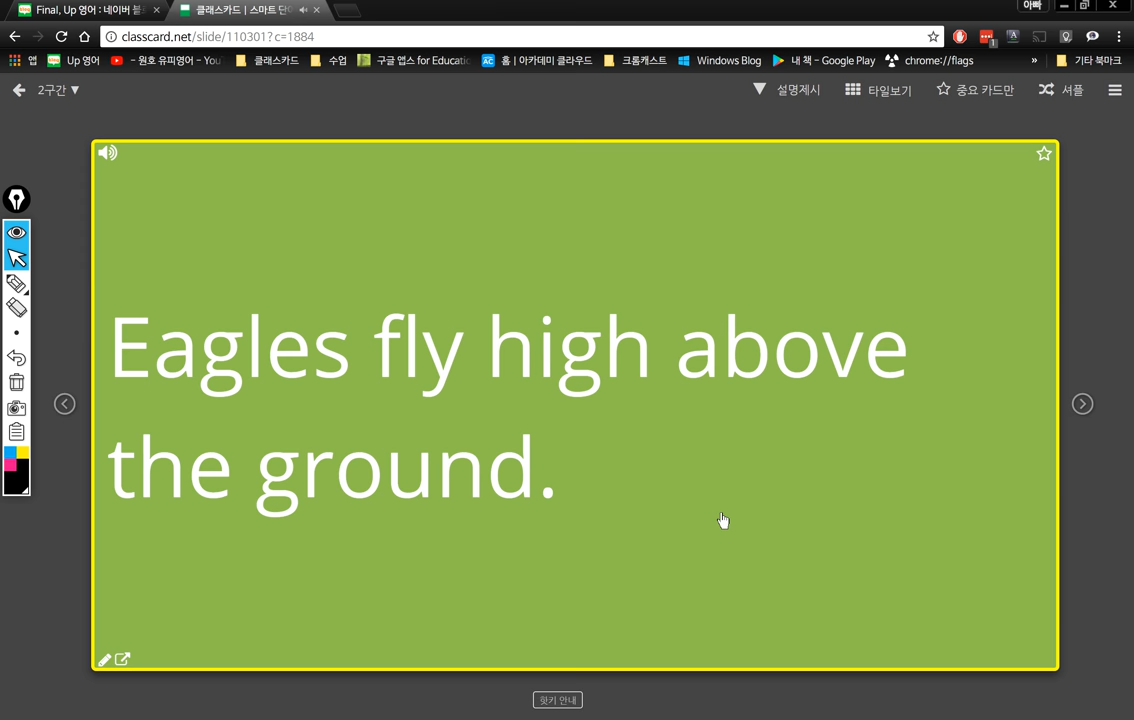 Final, Up 영어 : 네이버 블
클래스카드 | 스마트 단어
아빠
classcard.net/slide/110301?c=1884
앱
Up 영어
- 원호 유피영어 - You
클래스카드
수업
구글 앱스 for Educatio
홈 | 아카데미 클라우드
크롬캐스트
Windows Blog
내 책 - Google Play
chrome://flags
»
기타 북마크
2구간 ▼
▼ 설명제시
타일보기
중요 카드만
셔플
Eagles fly high above
the ground.
핫키 안내